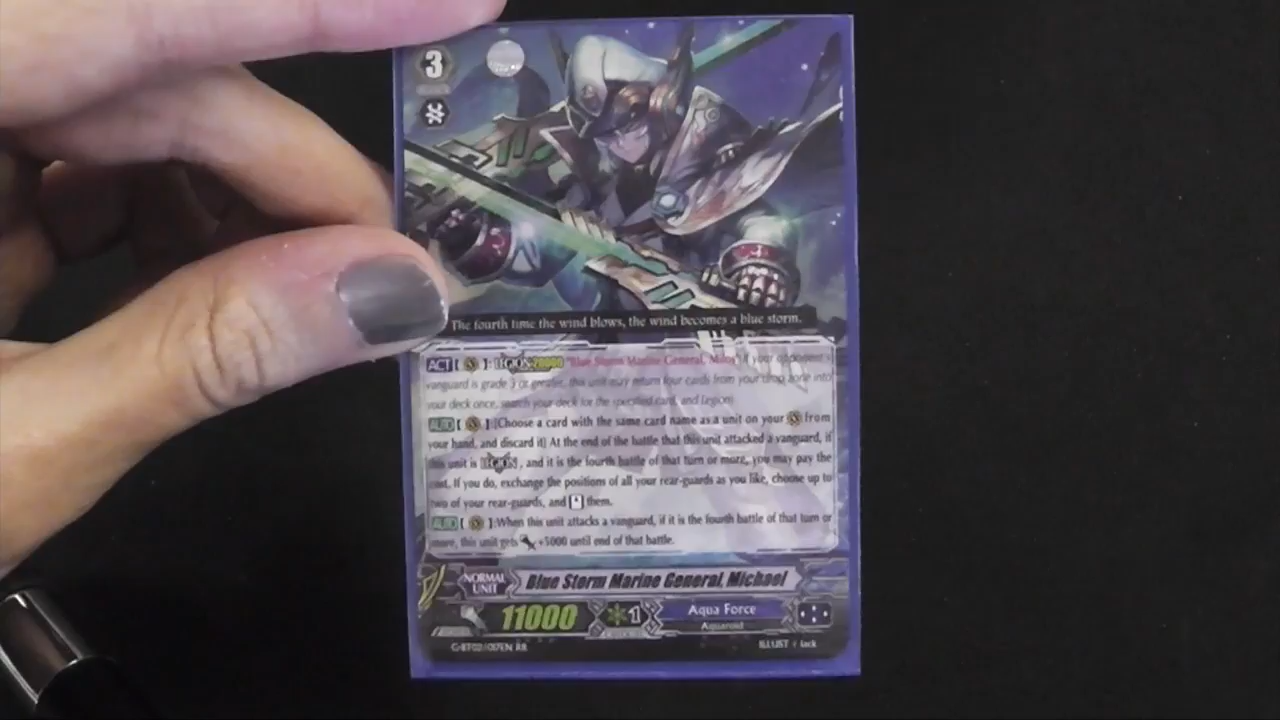 3
The fourth time the wind blows, the wind becomes a blue storm.
ACT [ ]: LEGION 20000 "Blue Storm Marine General, Milos" (If your opponent's
vanguard is grade 3 or greater, this unit may return four cards from your drop zone into
your deck once, search your deck for the specified card, and Legion)
AUTO [ ]:[Choose a card with the same card name as a unit on your from
your hand, and discard it] At the end of the battle that this unit attacked a vanguard, if
this unit is LEGION, and it is the fourth battle of that turn or more, you may pay the
cost. If you do, exchange the positions of all your rear-guards as you like, choose up to
two of your rear-guards, and them.
AUTO [ ]:When this unit attacks a vanguard, if it is the fourth battle of that turn or
more, this unit gets +5000 until end of that battle.
NORMAL UNIT Blue Storm Marine General, Michael
11000 1 Aqua Force
Aquaroid
G-BT02/017EN RR ILLUST / lack